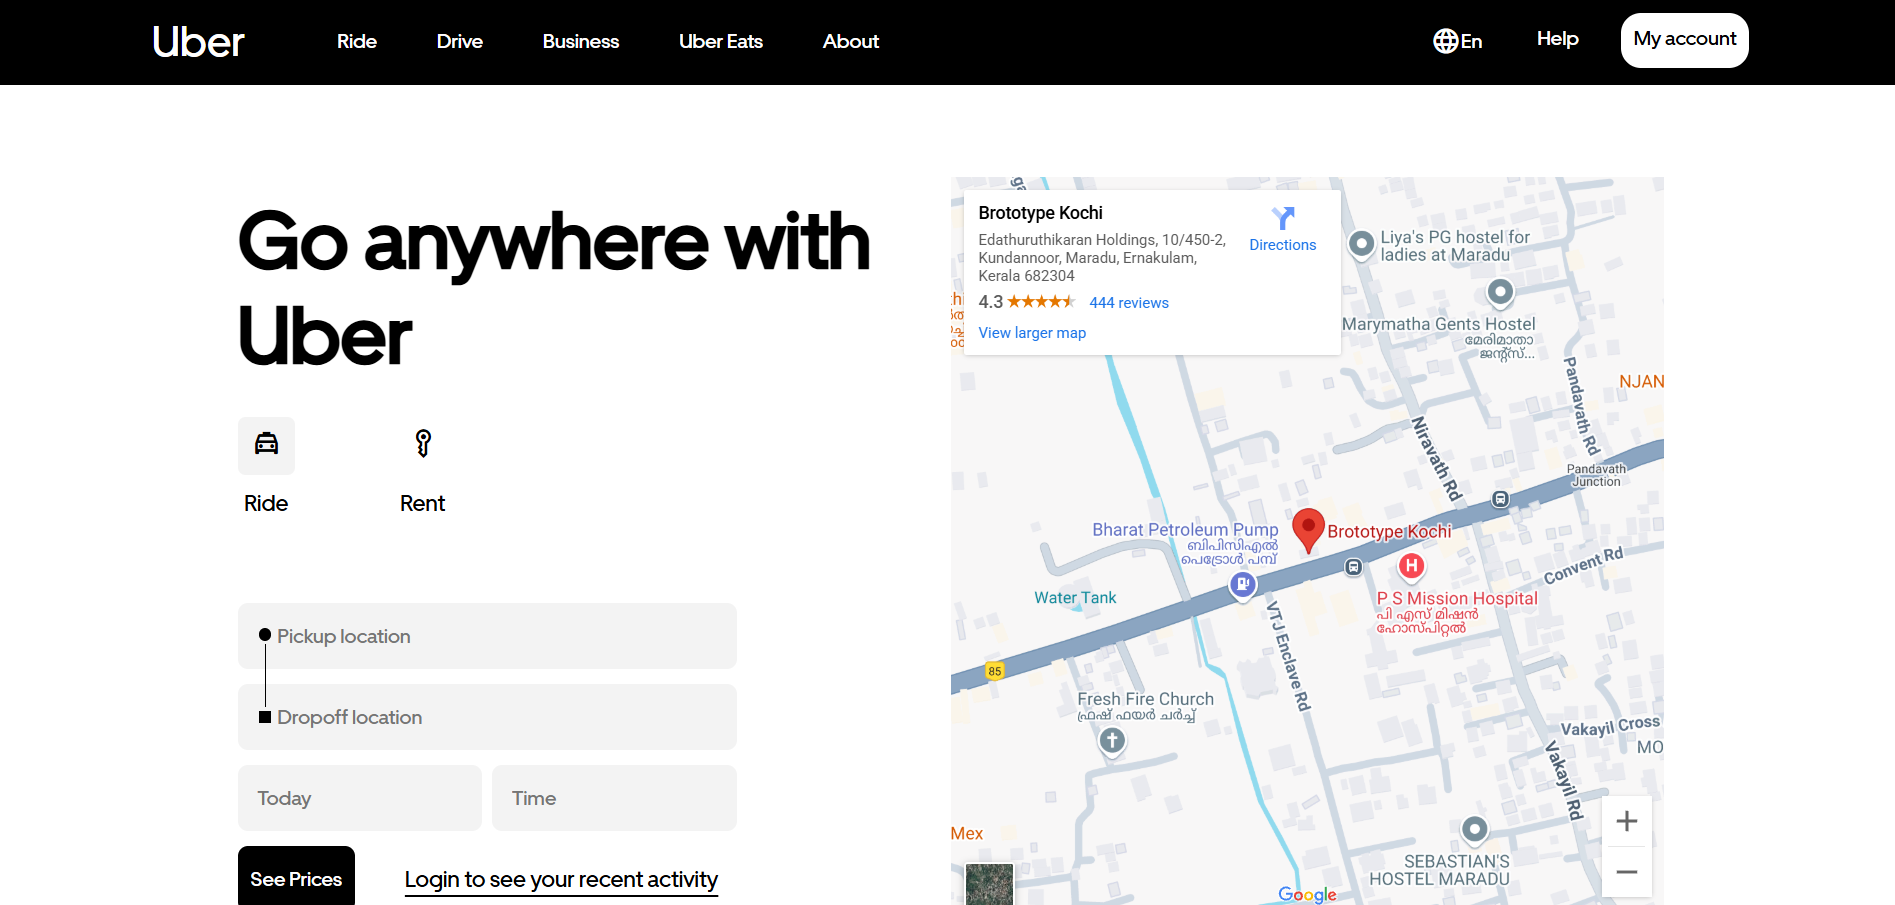 Uber
Ride
Drive
Business
Uber Eats
About
En
Help
My account
Go anywhere with
Uber
Ride
Rent
Pickup location
Dropoff location
Today
Time
See Prices
Login to see your recent activity
Brototype Kochi
Edathuruthikaran Holdings, 10/450-2,
Kundannoor, Maradu, Ernakulam,
Kerala 682304
4.3
444 reviews
View larger map
Directions
Liya's PG hostel for
ladies at Maradu
Marymatha Gents Hostel
മേരിമാതാ
ജന്റ്സ്...
NJAN
Pandavath Rd
Niravath Rd
Pandavath
Junction
Bharat Petroleum Pump
ബിപിസിഎൽ
പെട്രോൾ പമ്പ്
Brototype Kochi
Convent Rd
Water Tank
P S Mission Hospital
പി എസ് മിഷൻ
ഹോസ്പിറ്റൽ
VTJ Enclave Rd
85
Fresh Fire Church
ഫ്രഷ് ഫയർ ചർച്ച്
Vakayil Cross
MO
Vakayil Rd
Mex
SEBASTIAN'S
HOSTEL MARADU
Google